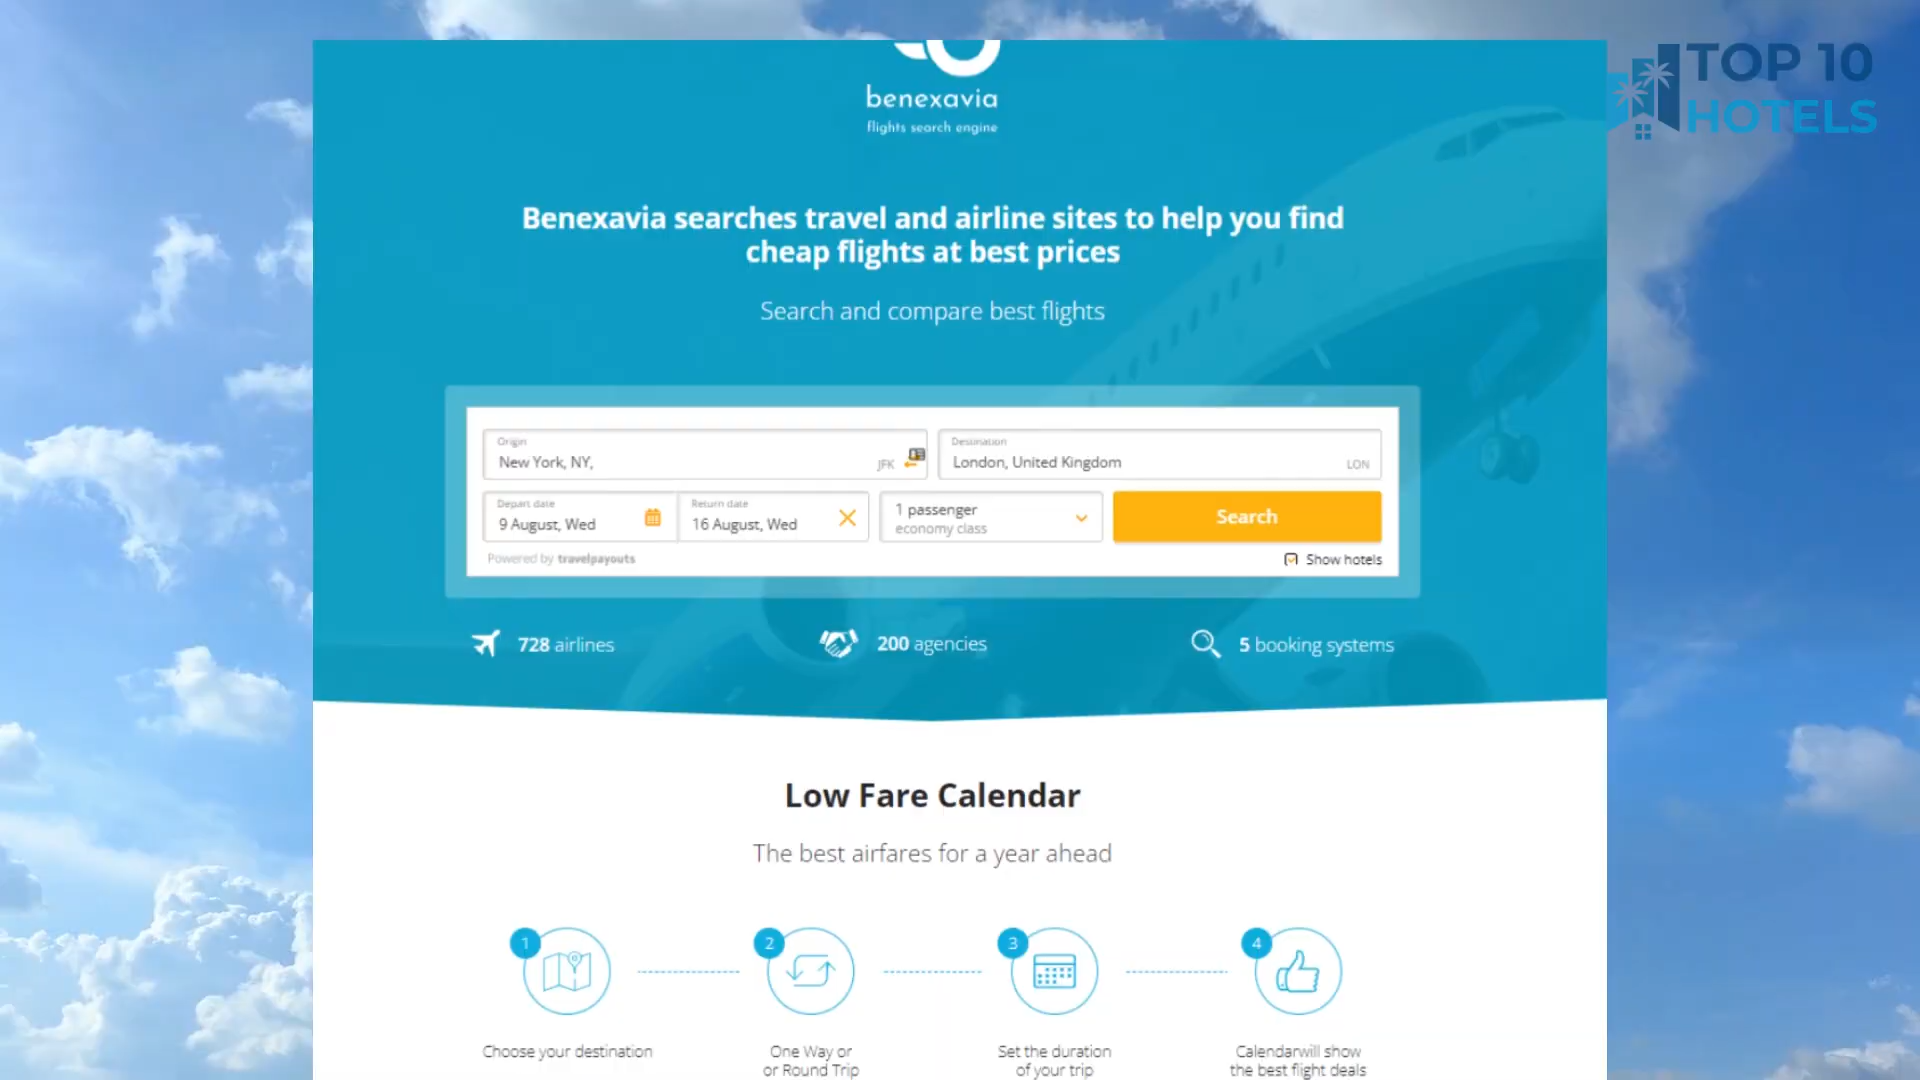 TOP 10
HOTELS
benexavia
flights search engine
Benexavia searches travel and airline sites to help you find
cheap flights at best prices
Search and compare best flights
Origin
New York, NY,
JFK
Destination
London, United Kingdom
LON
Depart date
9 August, Wed
Return date
16 August, Wed
1 passenger
economy class
Search
Powered by travelpayouts
Show hotels
728 airlines
200 agencies
5 booking systems
Low Fare Calendar
The best airfares for a year ahead
1
Choose your destination
2
One Way or
or Round Trip
3
Set the duration
of your trip
4
Calendarwill show
the best flight deals